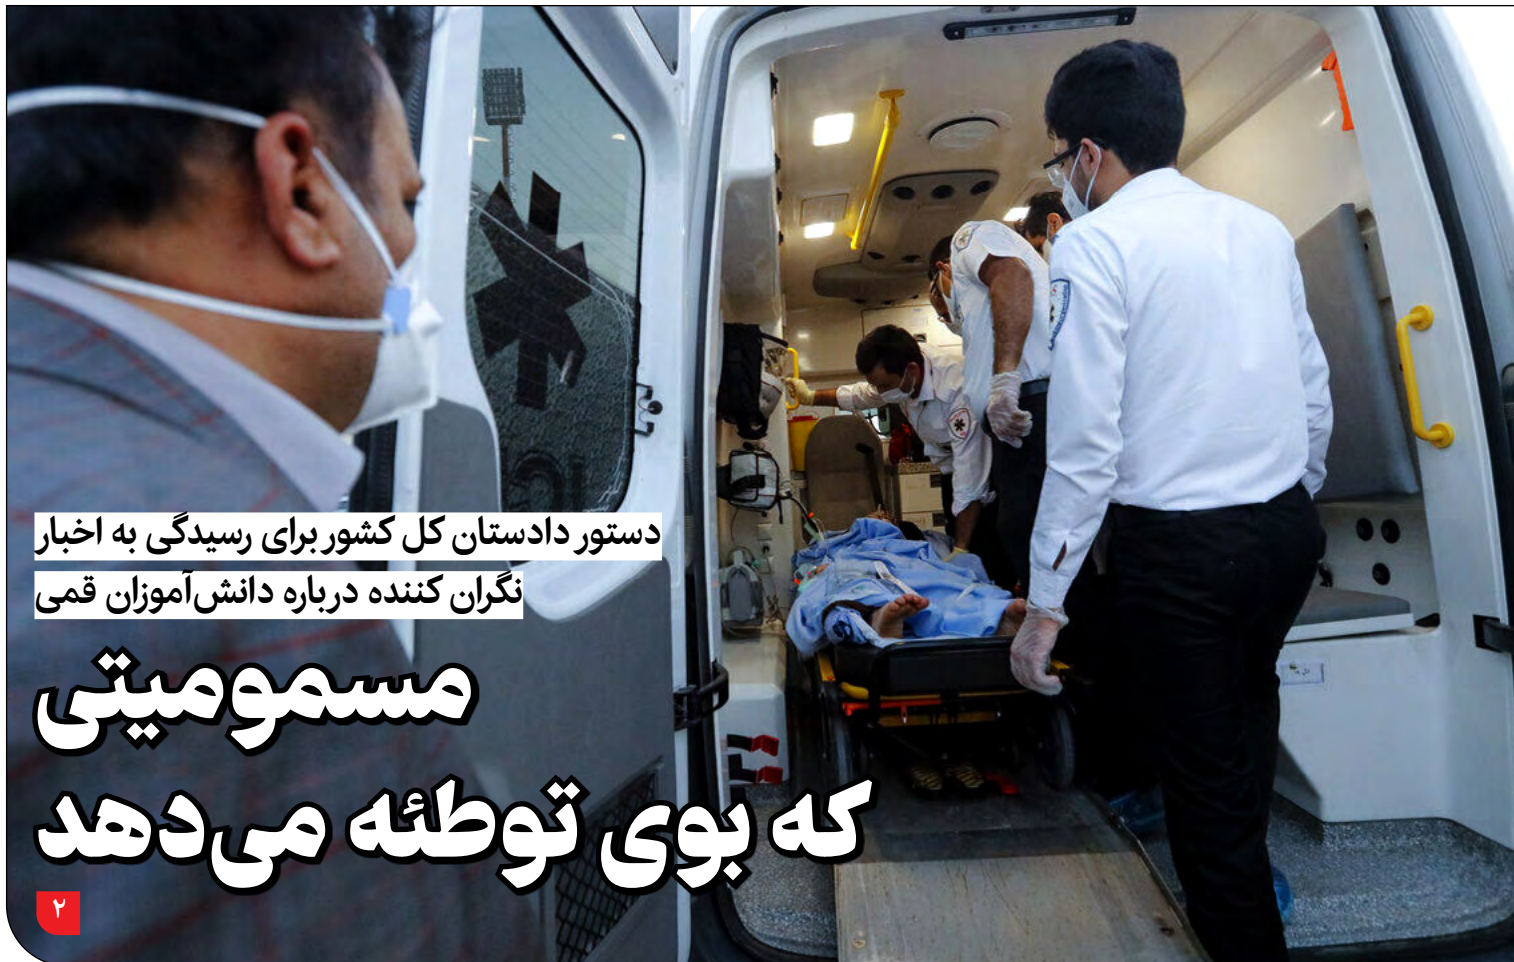 دستور دادستان کل کشور برای رسیدگی به اخبار
نگران کننده درباره دانش‌آموزان قمی
مسمومیتی
که بوی توطئه می‌دهد
۲